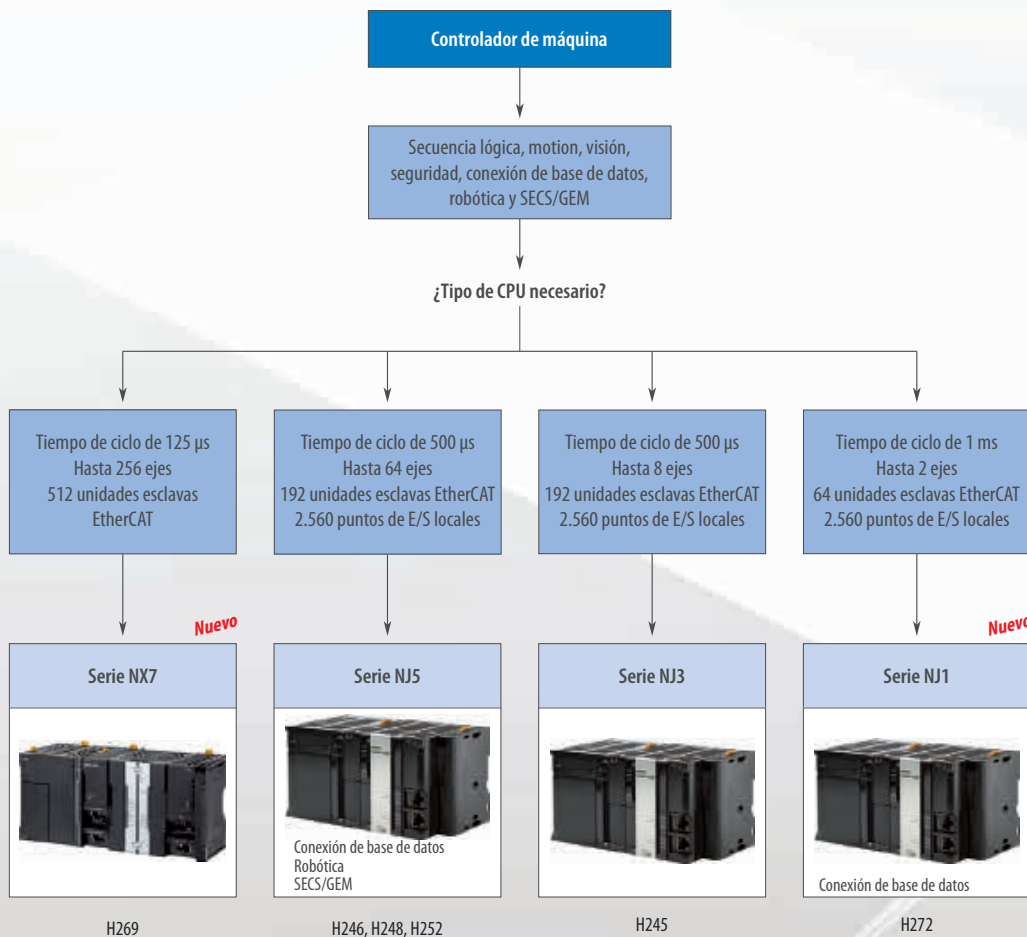 Controlador de máquina
Secuencia lógica, motion, visión,
seguridad, conexión de base de datos,
robótica y SECS/GEM
¿Tipo de CPU necesario?
Tiempo de ciclo de 125 µs
Hasta 256 ejes
512 unidades esclavas
EtherCAT
Tiempo de ciclo de 500 µs
Hasta 64 ejes
192 unidades esclavas EtherCAT
2.560 puntos de E/S locales
Tiempo de ciclo de 500 µs
Hasta 8 ejes
192 unidades esclavas EtherCAT
2.560 puntos de E/S locales
Tiempo de ciclo de 1 ms
Hasta 2 ejes
64 unidades esclavas EtherCAT
2.560 puntos de E/S locales
Nuevo
Serie NX7
H269
Serie NJ5
Conexión de base de datos
Robótica
SECS/GEM
H246, H248, H252
Serie NJ3
H245
Nuevo
Serie NJ1
Conexión de base de datos
H272